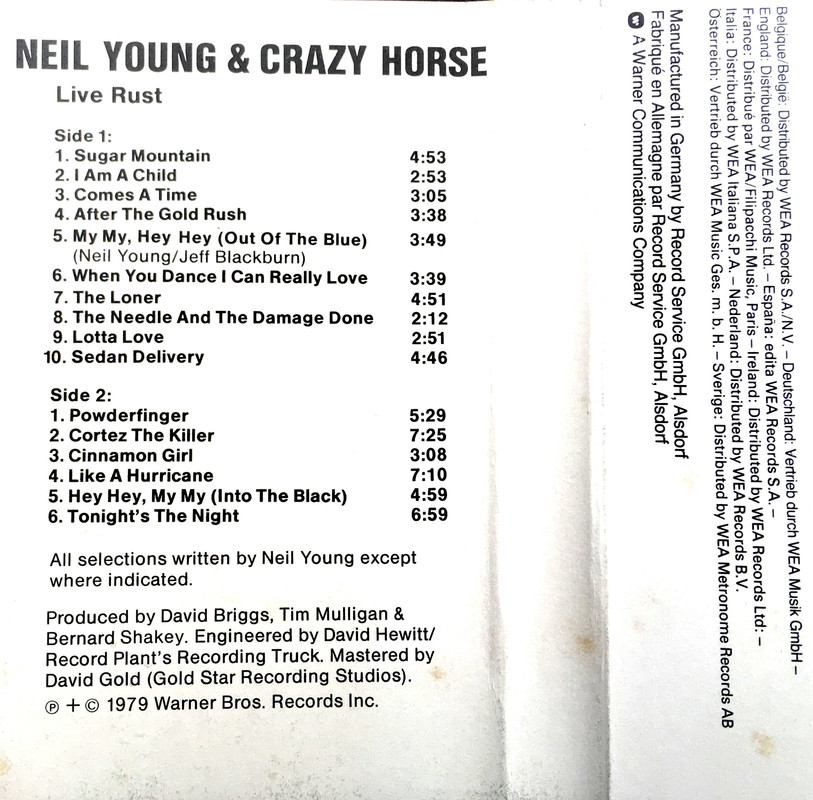 NEIL YOUNG & CRAZY HORSE
Live Rust
Side 1:
1. Sugar Mountain 4:53
2. I Am A Child 2:53
3. Comes A Time 3:05
4. After The Gold Rush 3:38
5. My My, Hey Hey (Out Of The Blue) 3:49
(Neil Young/Jeff Blackburn)
6. When You Dance I Can Really Love 3:39
7. The Loner 4:51
8. The Needle And The Damage Done 2:12
9. Lotta Love 2:51
10. Sedan Delivery 4:46
Side 2:
1. Powderfinger 5:29
2. Cortez The Killer 7:25
3. Cinnamon Girl 3:08
4. Like A Hurricane 7:10
5. Hey Hey, My My (Into The Black) 4:59
6. Tonight's The Night 6:59
All selections written by Neil Young except
where indicated.
Produced by David Briggs, Tim Mulligan &
Bernard Shakey. Engineered by David Hewitt/
Record Plant's Recording Truck. Mastered by
David Gold (Gold Star Recording Studios).
℗ + © 1979 Warner Bros. Records Inc.
Manufactured in Germany by Record Service GmbH, Alsdorf
Fabriqué en Allemagne par Record Service GmbH, Alsdorf
A Warner Communications Company
Belgique/België: Distributed by WEA Records S.A./N.V. – Deutschland: Vertrieb durch WEA Musik GmbH –
England: Distributed by WEA Records Ltd. – España: edita WEA Records S.A. –
France: Distribué par WEA/Filipacchi Music, Paris – Ireland: Distributed by WEA Records Ltd: –
Italia: Distributed by WEA Italiana S.P.A. – Nederland: Distributed by WEA Records B.V.
Österreich: Vertrieb durch WEA Music Ges. m. b. H. – Sverige: Distributed by WEA Metronome Records AB